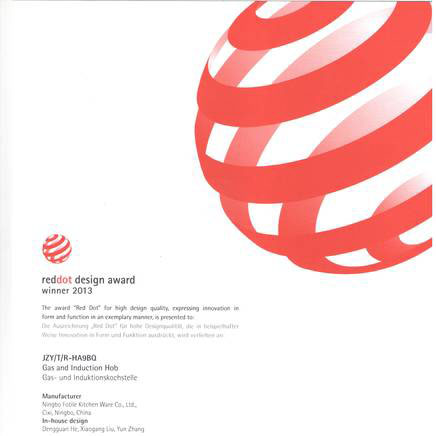 reddot design award
winner 2013
The award "Red Dot" for high design quality, expressing innovation in
form and function in an exemplary manner, is presented to:
Die Auszeichnung „Red Dot" für hohe Designqualität, die in beispielhafter
Weise Innovation in Form und Funktion ausdrückt, wird verliehen an:
JZY/T/R-HA9BQ
Gas and Induction Hob
Gas- und Induktionskochstelle
Manufacturer
Ningbo Fotile Kitchen Ware Co., Ltd.,
Cixi, Ningbo, China
In-house design
Dengguan He, Xiaogang Liu, Yun Zhang